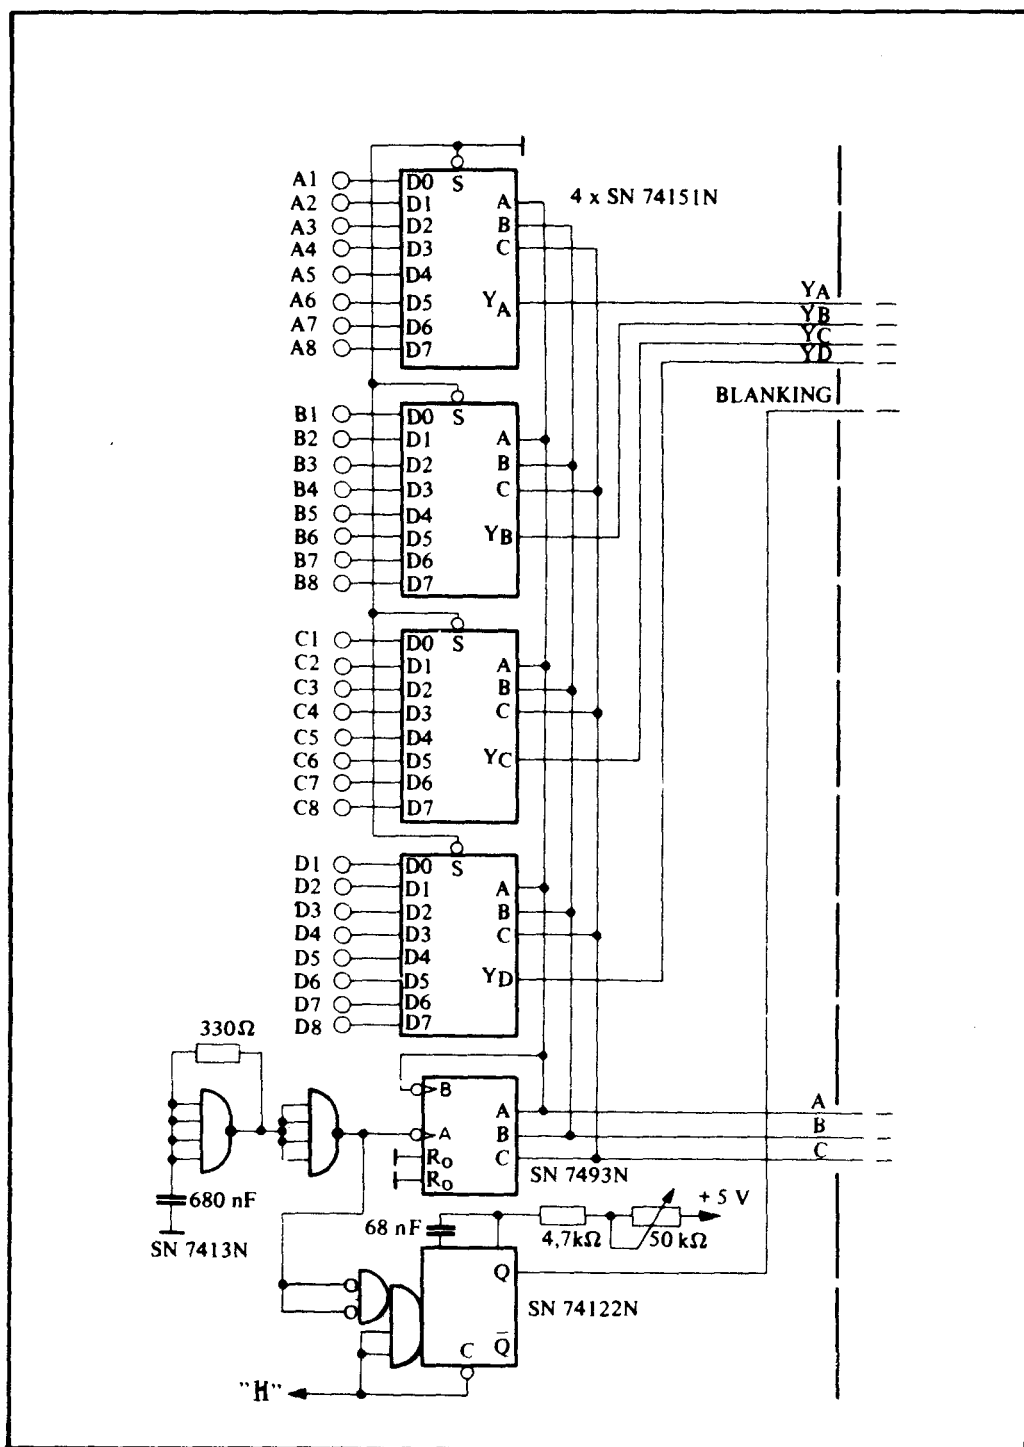 4 x SN 74151N
A1 D0 S
A2 D1 A
A3 D2 B
A4 D3 C
A5 D4
A6 D5 YA
A7 D6
A8 D7
YA
YB
YC
YD
BLANKING
B1 D0 S
B2 D1 A
B3 D2 B
B4 D3 C
B5 D4
B6 D5 YB
B7 D6
B8 D7
C1 D0 S
C2 D1 A
C3 D2 B
C4 D3 C
C5 D4
C6 D5 YC
C7 D6
C8 D7
D1 D0 S
D2 D1 A
D3 D2 B
D4 D3 C
D5 D4
D6 D5 YD
D7 D6
D8 D7
330Ω
B
A A
A B
R0 C
R0
A
B
C
SN 7493N
680 nF
SN 7413N
68 nF
4,7kΩ
50 kΩ
+ 5 V
Q
SN 74122N
C Q̅
"H"